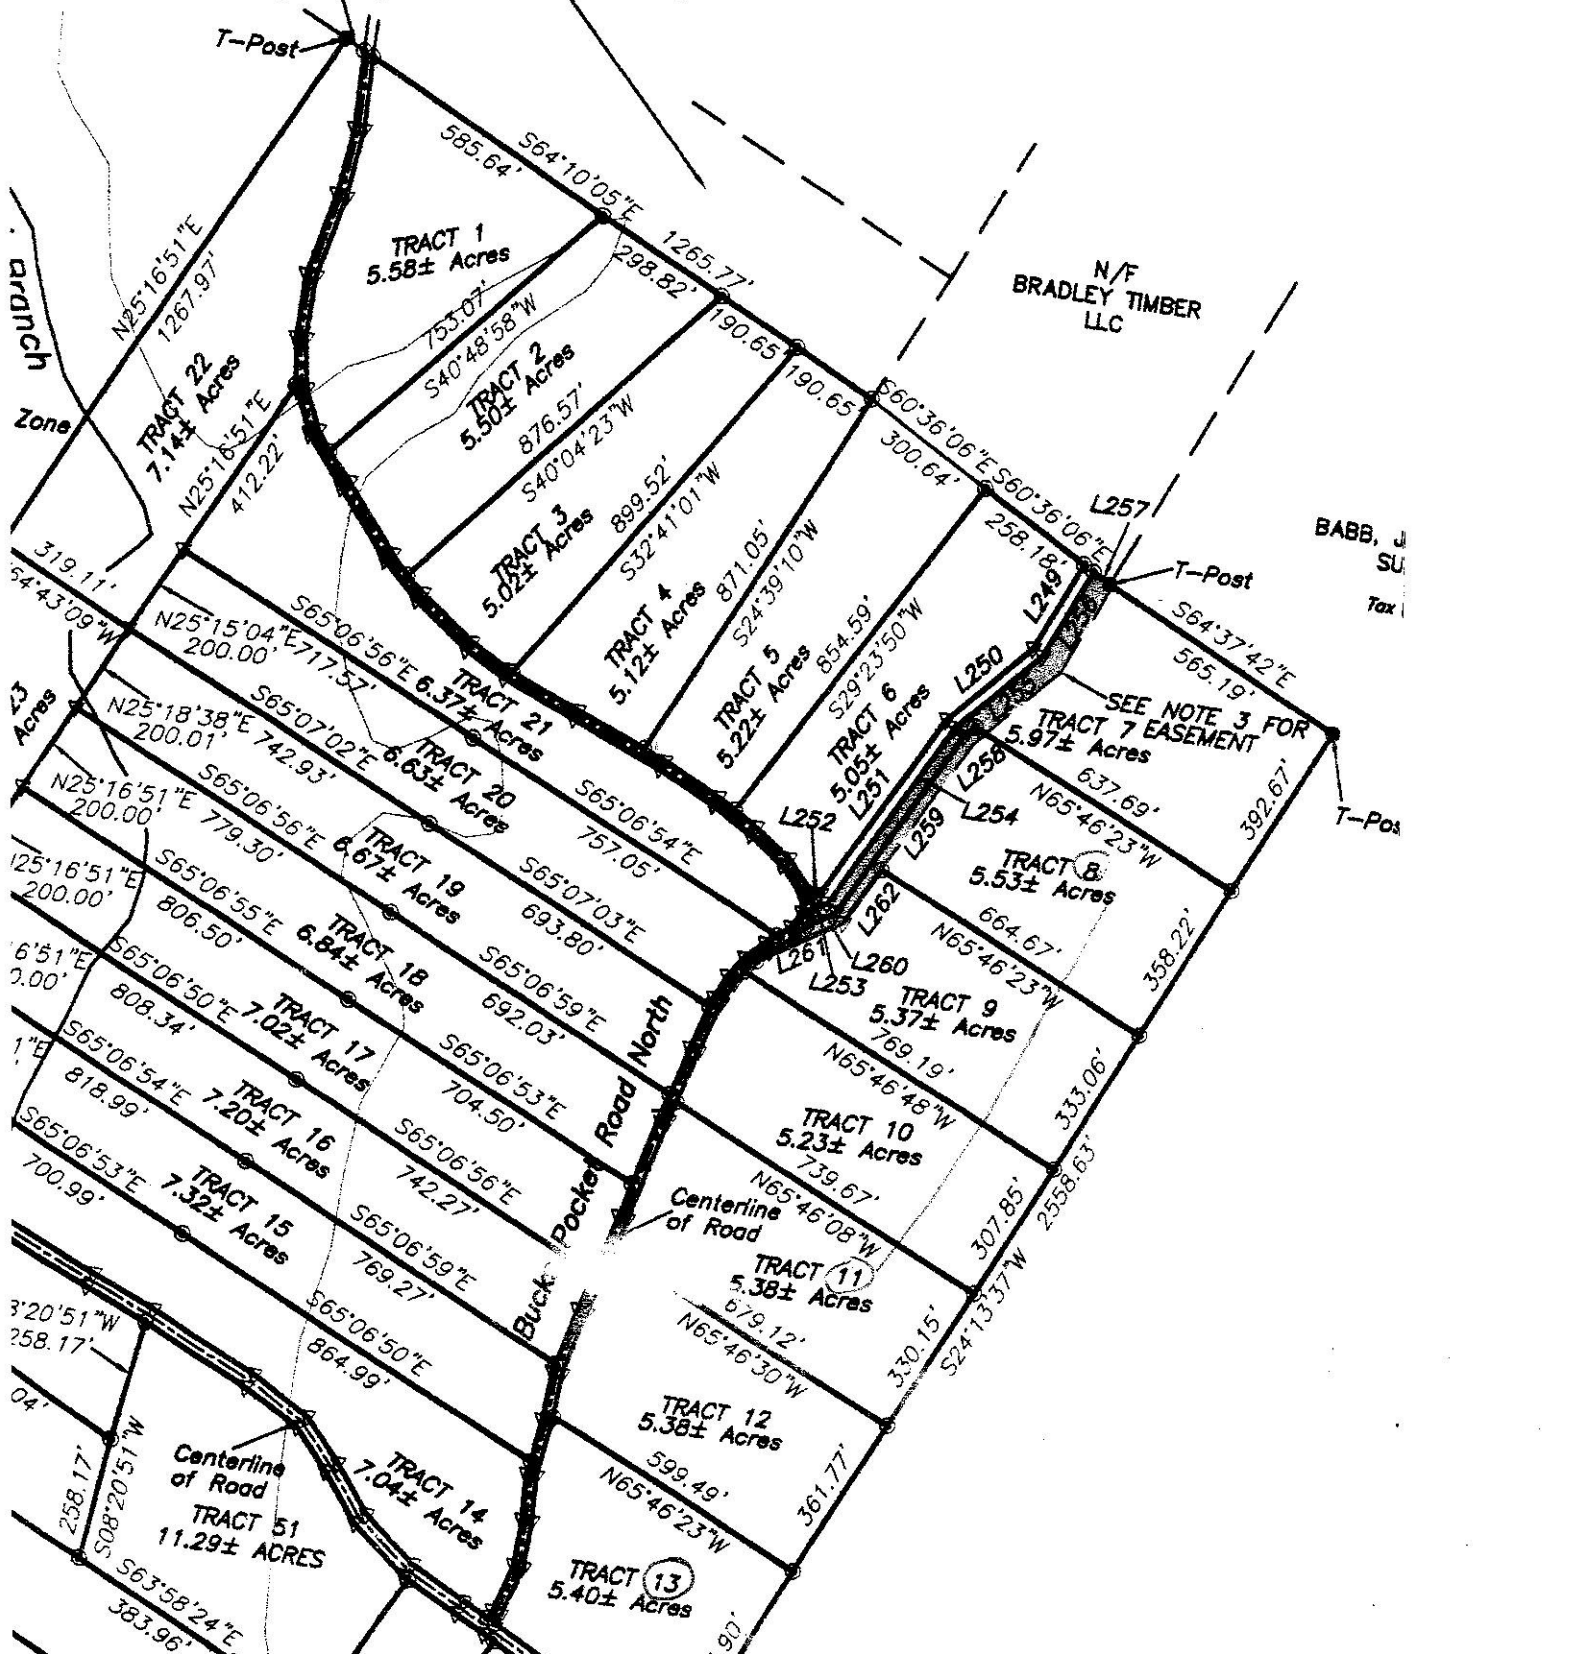 T-Post
S64°10'05"E
585.64'
1265.77'
298.82'
190.65'
190.65'
N/F
BRADLEY TIMBER
LLC
TRACT 1
5.58± Acres
753.07'
S40°48'58"W
N25°16'51"E
1267.97'
Branch
Zone
TRACT 22
7.14± Acres
N25°16'51"E
412.22'
TRACT 2
5.50± Acres
876.57'
S40°04'23"W
TRACT 3
5.02± Acres
899.52'
S32°41'01"W
TRACT 4
5.12± Acres
871.05'
S24°39'10"W
TRACT 5
5.22± Acres
854.59'
S29°23'50"W
TRACT 6
5.05± Acres
S60°36'06"E
300.64'
S60°36'06"E
258.18'
L257
T-Post
BABB, J
SU
Tax
L249
L250
L251
L252
S64°37'42"E
565.19'
SEE NOTE 3 FOR
TRACT 7 EASEMENT
5.97± Acres
637.69'
N65°46'23"W
392.67'
T-Pos
L258
L254
L259
L262
L260
L261
L253
TRACT 8
5.53± Acres
664.67'
N65°46'23"W
358.22'
TRACT 9
5.37± Acres
769.19'
N65°46'48"W
333.06'
TRACT 10
5.23± Acres
739.67'
N65°46'08"W
307.85'
2558.63'
S24°13'37"W
Centerline
of Road
TRACT 11
5.38± Acres
679.12'
N65°46'30"W
330.15'
TRACT 12
5.38± Acres
599.49'
N65°46'23"W
361.77'
TRACT 13
5.40± Acres
.90'
Buck Pocket Road North
319.11'
54°43'09"W
N25°15'04"E
200.00'
S65°06'56"E
717.57'
TRACT 21
6.37± Acres
S65°06'54"E
757.05'
23
Acres
N25°18'38"E
200.01'
S65°07'02"E
742.93'
TRACT 20
6.63± Acres
S65°07'03"E
693.80'
N25°16'51"E
200.00'
S65°06'56"E
779.30'
TRACT 19
6.67± Acres
S65°06'59"E
692.03'
25°16'51"E
200.00'
S65°06'55"E
806.50'
TRACT 18
6.84± Acres
S65°06'53"E
704.50'
6'51"E
0.00'
S65°06'50"E
808.34'
TRACT 17
7.02± Acres
S65°06'56"E
742.27'
1"E
S65°06'54"E
818.99'
TRACT 16
7.20± Acres
S65°06'59"E
769.27'
S65°06'53"E
700.99'
TRACT 15
7.32± Acres
S65°06'50"E
864.99'
8°20'51"W
258.17'
04'
258.17'
S08°20'51"W
Centerline
of Road
TRACT 51
11.29± ACRES
TRACT 14
7.04± Acres
S63°58'24"E
383.96'